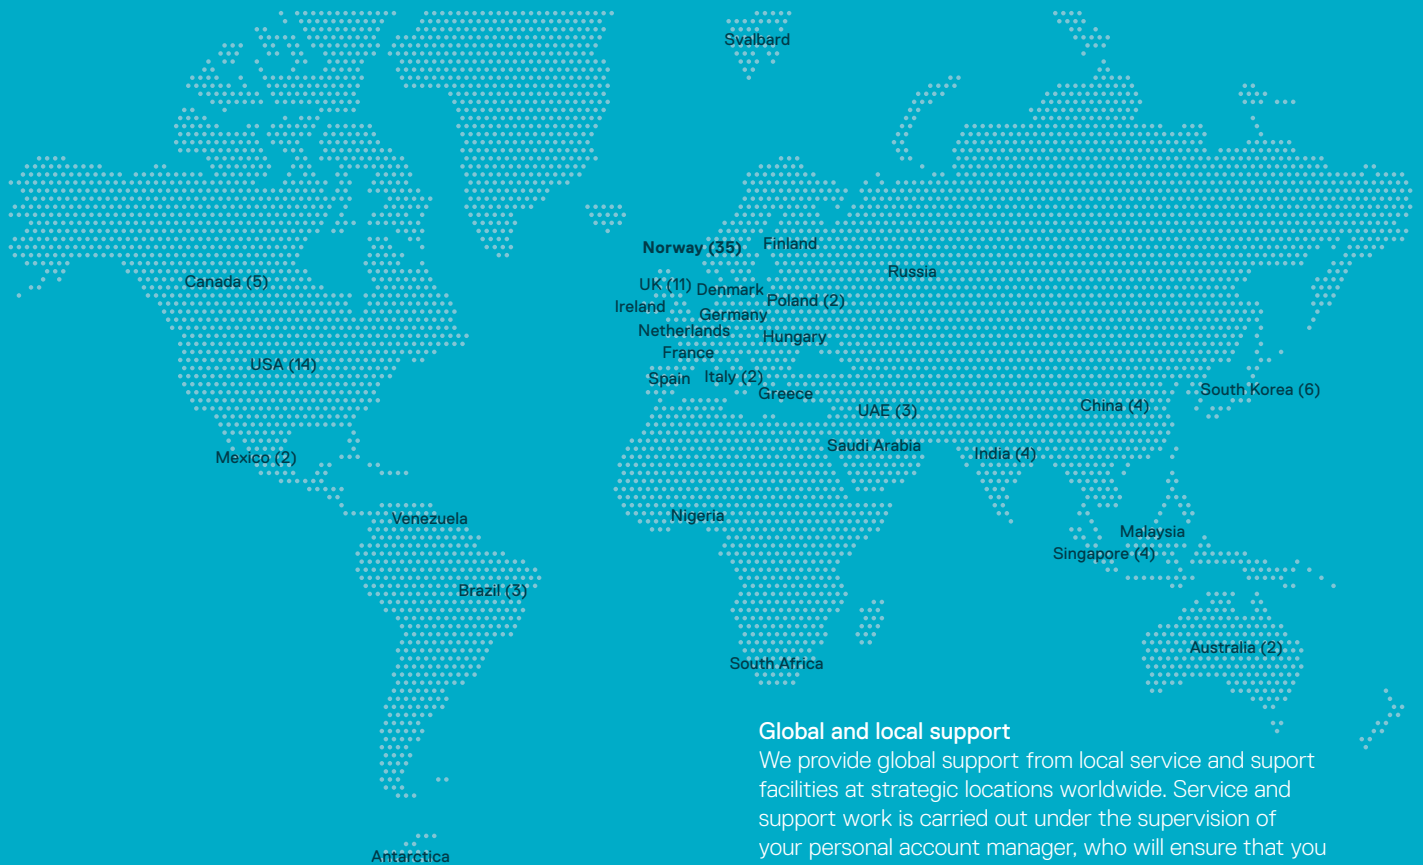 Svalbard
Norway (35)
Finland
Russia
Canada (5)
UK (11)
Denmark
Poland (2)
Ireland
Germany
Netherlands
Hungary
France
USA (14)
Spain
Italy (2)
Greece
South Korea (6)
China (4)
UAE (3)
Saudi Arabia
India (4)
Mexico (2)
Nigeria
Venezuela
Malaysia
Singapore (4)
Brazil (3)
Australia (2)
South Africa
Global and local support
We provide global support from local service and suport
facilities at strategic locations worldwide. Service and
support work is carried out under the supervision of
your personal account manager, who will ensure that you
Antarctica